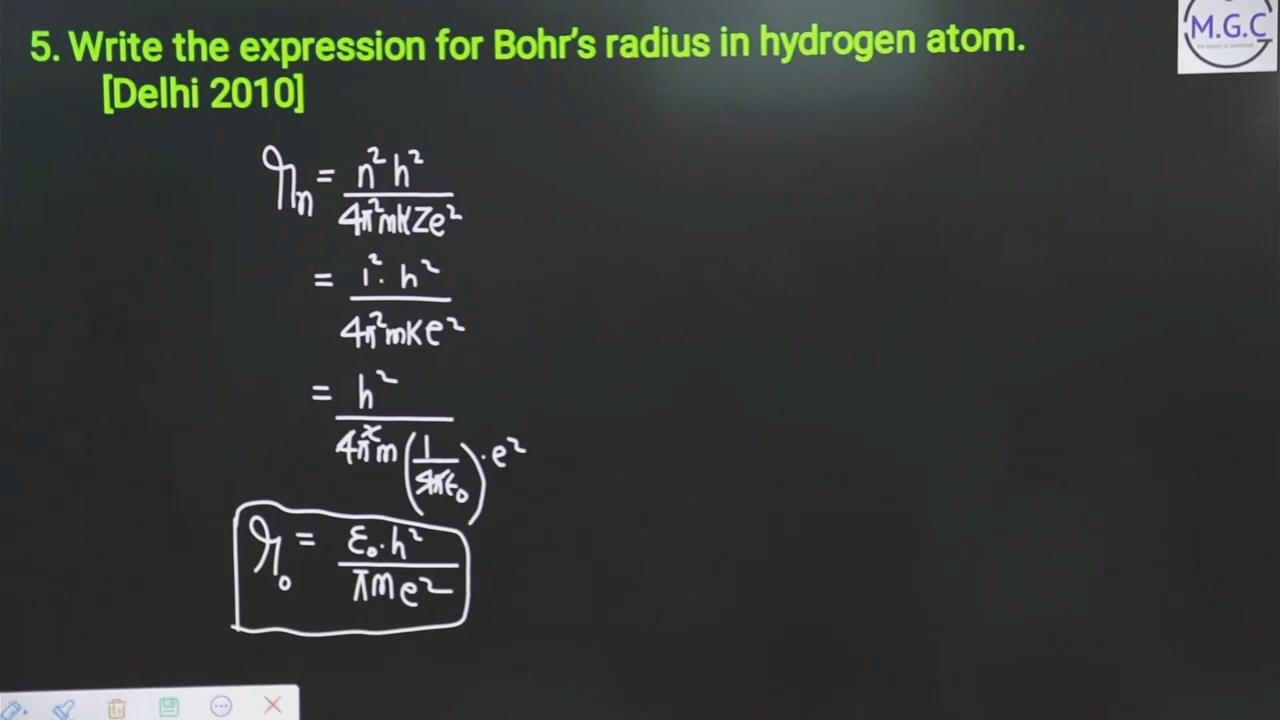 5. Write the expression for Bohr's radius in hydrogen atom.
[Delhi 2010]
M.G.C
r_n = n²h² / 4π²mKZe²
= 1²·h² / 4π²mKe²
= h² / 4π²m (1 / 4πε₀)·e²
r₀ = ε₀·h² / πme²